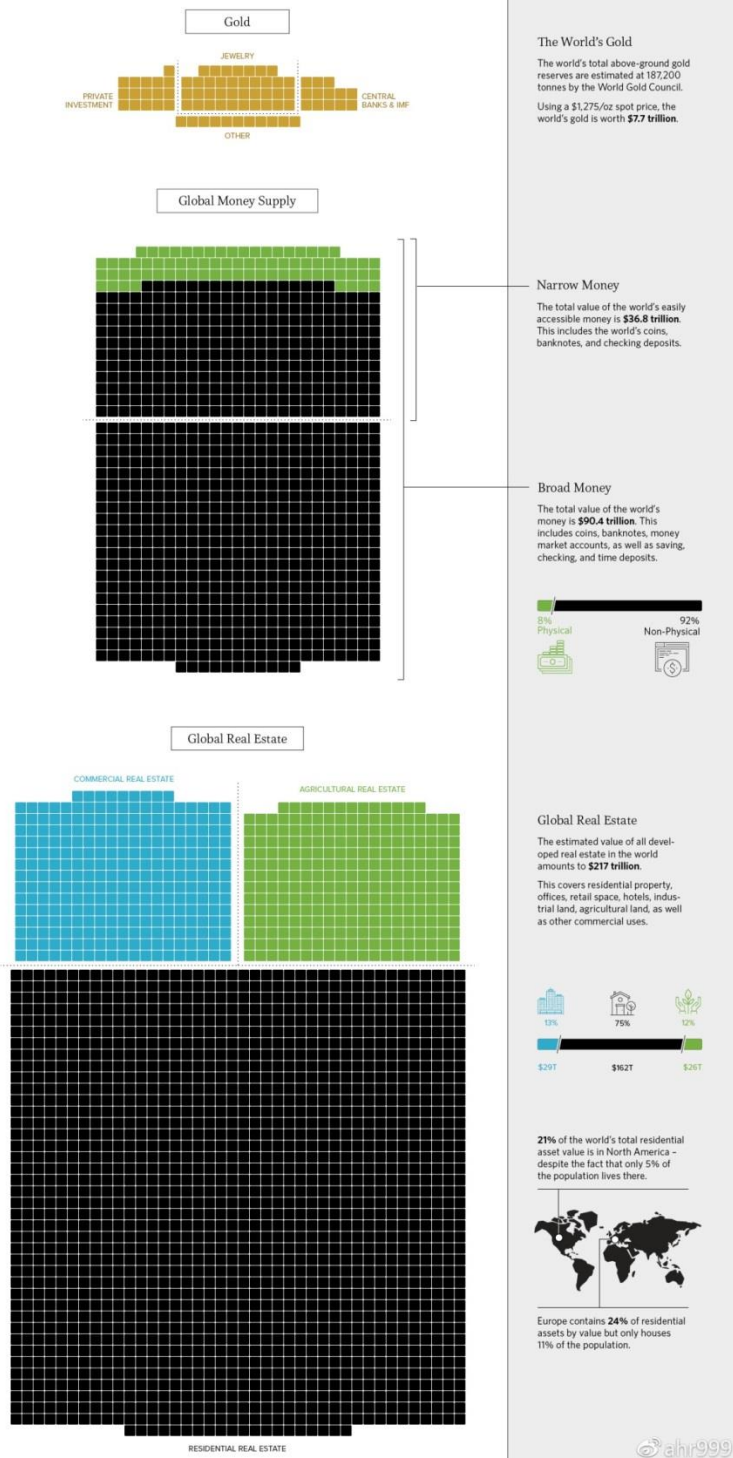 Gold
JEWELRY
PRIVATE
INVESTMENT
CENTRAL
BANKS & IMF
OTHER
The World's Gold
The world's total above-ground gold
reserves are estimated at 187,200
tonnes by the World Gold Council.
Using a $1,275/oz spot price, the
world's gold is worth $7.7 trillion.
Global Money Supply
Narrow Money
The total value of the world's easily
accessible money is $36.8 trillion.
This includes the world's coins,
banknotes, and checking deposits.
Broad Money
The total value of the world's
money is $90.4 trillion. This
includes coins, banknotes, money
market accounts, as well as saving,
checking, and time deposits.
8%
Physical
92%
Non-Physical
Global Real Estate
COMMERCIAL REAL ESTATE
AGRICULTURAL REAL ESTATE
RESIDENTIAL REAL ESTATE
Global Real Estate
The estimated value of all devel-
oped real estate in the world
amounts to $217 trillion.
This covers residential property,
offices, retail space, hotels, indus-
trial land, agricultural land, as well
as other commercial uses.
13%
75%
12%
$29T
$162T
$26T
21% of the world's total residential
asset value is in North America –
despite the fact that only 5% of
the population lives there.
Europe contains 24% of residential
assets by value but only houses
11% of the population.
ahr999